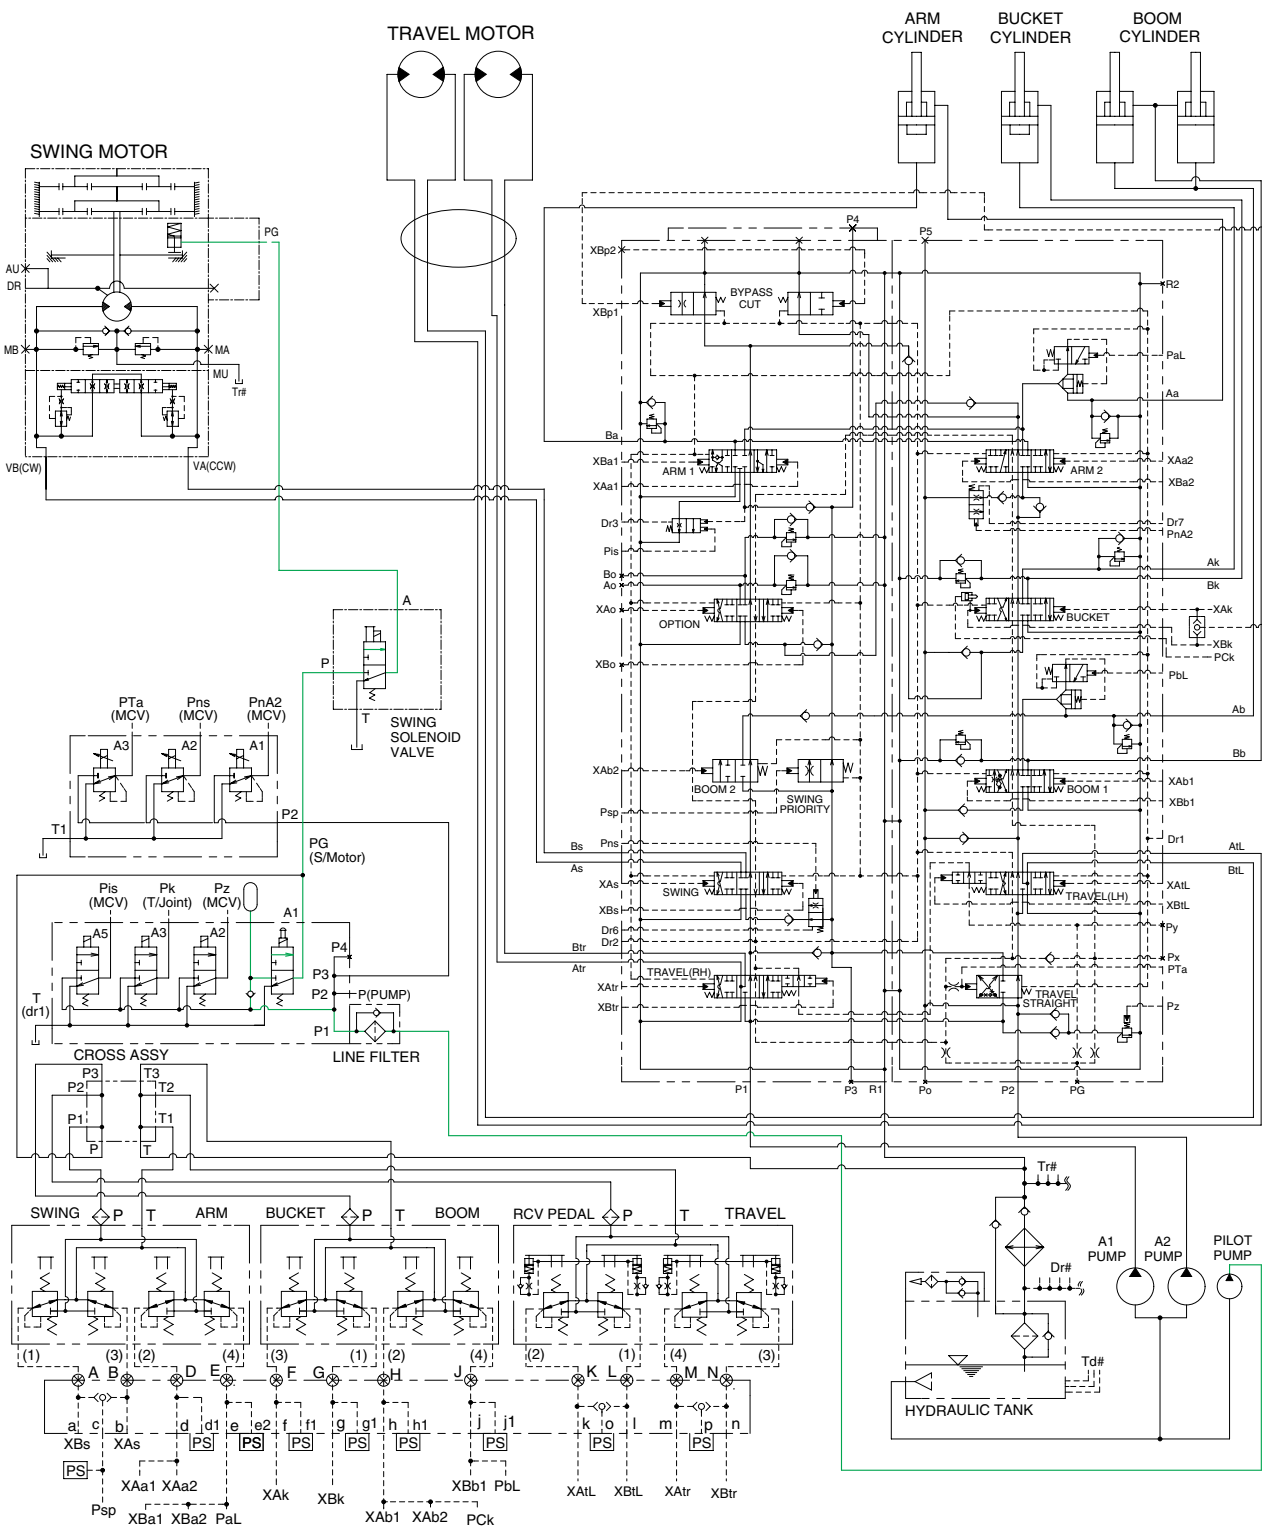 TRAVEL MOTOR
ARM
CYLINDER
BUCKET
CYLINDER
BOOM
CYLINDER
SWING MOTOR
PG
AU
DR
MB
MA
MU
Tr#
VB(CW)
VA(CCW)
P4
P5
XBp2
XBp1
BYPASS
CUT
R2
PaL
Aa
Ba
XBa1
ARM 1
XAa1
ARM 2
XAa2
XBa2
Dr3
Pis
Dr7
PnA2
Bo
Ao
XAo
OPTION
XBo
Ak
Bk
BUCKET
XAk
XBk
PCk
PbL
Ab
Bb
XAb2
BOOM 2
SWING
PRIORITY
BOOM 1
XAb1
XBb1
Psp
Pns
Dr1
Bs
As
XAs
SWING
XBs
Dr6
Dr2
AtL
BtL
XAtL
TRAVEL(LH)
XBtL
Py
Btr
Atr
TRAVEL(RH)
XAtr
XBtr
Px
PTa
TRAVEL
STRAIGHT
Pz
P1
P3
R1
Po
P2
PG
A
P
T
SWING
SOLENOID
VALVE
PTa
(MCV)
Pns
(MCV)
PnA2
(MCV)
A3
A2
A1
P2
T1
PG
(S/Motor)
Pis
(MCV)
Pk
(T/Joint)
Pz
(MCV)
A5
A3
A2
A1
P4
P3
P2
P(PUMP)
P1
T
(dr1)
LINE FILTER
CROSS ASSY
P3
T3
P2
T2
P1
T1
P
T
SWING
P
T
ARM
BUCKET
P
T
BOOM
RCV PEDAL
P
T
TRAVEL
(1)
(3)
(2)
(4)
(3)
(1)
(2)
(4)
(2)
(1)
(4)
(3)
A
B
D
E
F
G
H
J
K
L
M
N
a
c
b
d
d1
e
e2
f
f1
g
g1
h
h1
j
j1
k
o
l
m
p
n
PS
PS
PS
PS
PS
PS
PS
PS
PS
XBs
XAs
XAa1
XAa2
PS
Psp
XBa1
XBa2
PaL
XAk
XBk
XAb1
XAb2
PCk
XBb1
PbL
XAtL
XBtL
XAtr
XBtr
Tr#
Dr#
Td#
HYDRAULIC TANK
A1
PUMP
A2
PUMP
PILOT
PUMP